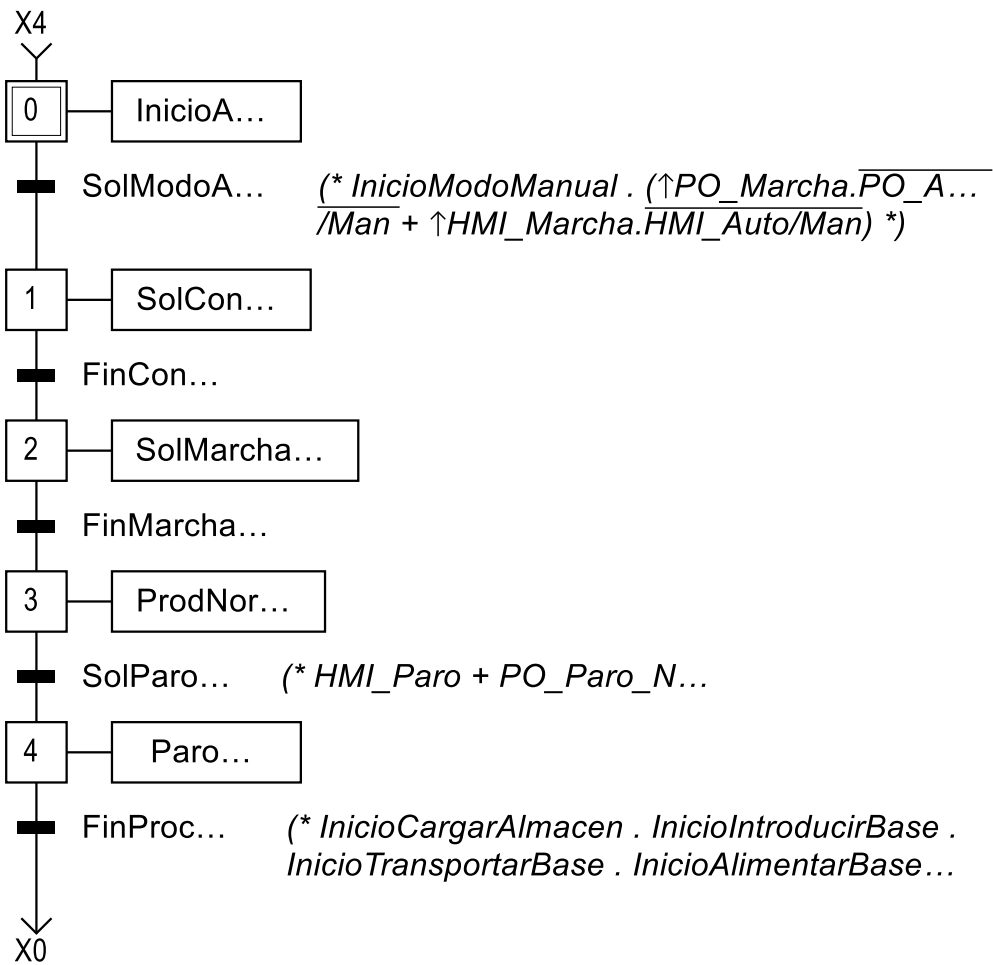 X4
0 InicioA…
SolModoA… (* InicioModoManual . (↑PO_Marcha.PO_A…
/Man + ↑HMI_Marcha.HMI_Auto/Man) *)
1 SolCon…
FinCon…
2 SolMarcha…
FinMarcha…
3 ProdNor…
SolParo… (* HMI_Paro + PO_Paro_N…
4 Paro…
FinProc… (* InicioCargarAlmacen . InicioIntroducirBase .
InicioTransportarBase . InicioAlimentarBase…
X0